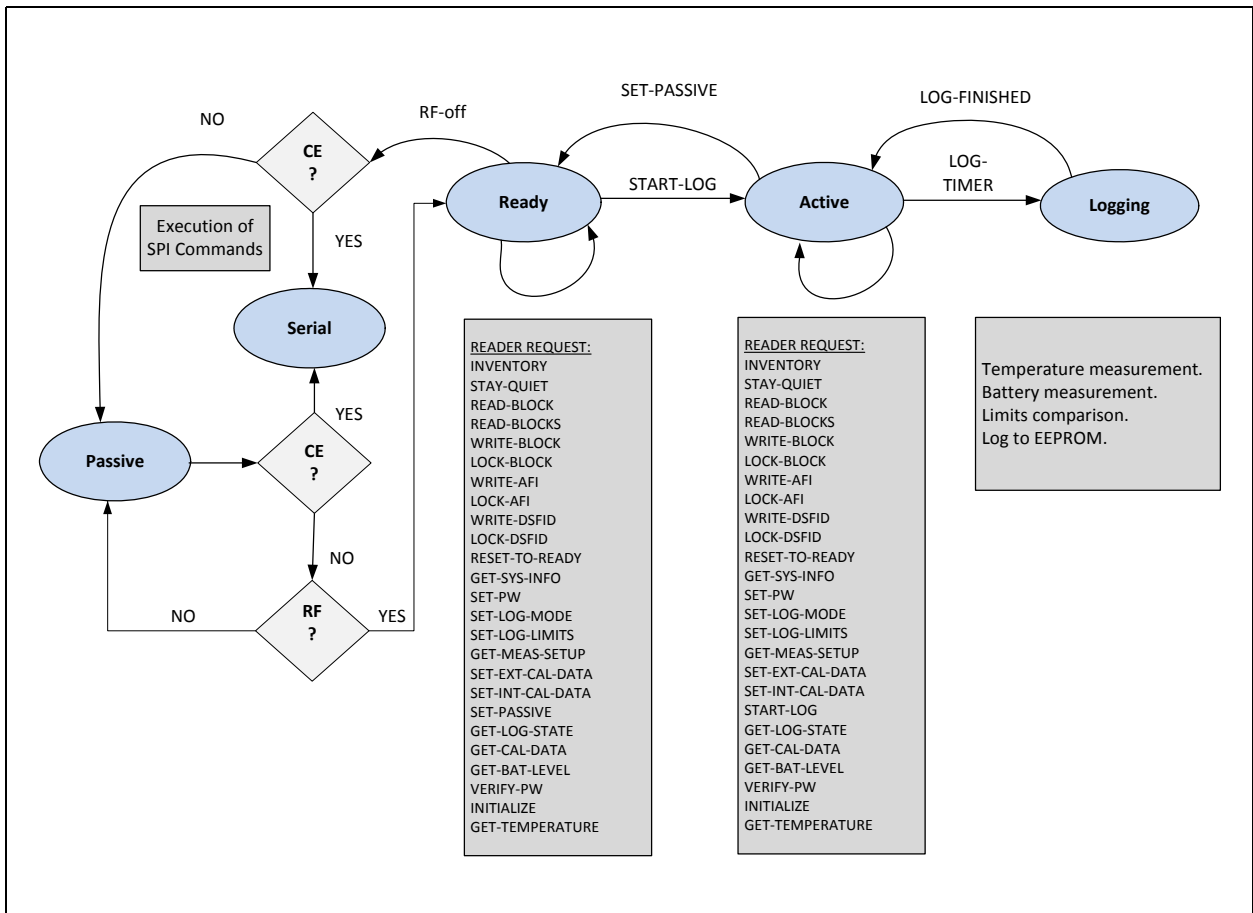 SET-PASSIVE
LOG-FINISHED
NO
RF-off
CE
?
LOG-
TIMER
START-LOG
Ready
Active
Logging
Execution of
SPI Commands
YES
Serial
YES
CE
?
Passive
NO
RF
?
NO
YES
READER REQUEST:
INVENTORY
STAY-QUIET
READ-BLOCK
READ-BLOCKS
WRITE-BLOCK
LOCK-BLOCK
WRITE-AFI
LOCK-AFI
WRITE-DSFID
LOCK-DSFID
RESET-TO-READY
GET-SYS-INFO
SET-PW
SET-LOG-MODE
SET-LOG-LIMITS
GET-MEAS-SETUP
SET-EXT-CAL-DATA
SET-INT-CAL-DATA
SET-PASSIVE
GET-LOG-STATE
GET-CAL-DATA
GET-BAT-LEVEL
VERIFY-PW
INITIALIZE
GET-TEMPERATURE
READER REQUEST:
INVENTORY
STAY-QUIET
READ-BLOCK
READ-BLOCKS
WRITE-BLOCK
LOCK-BLOCK
WRITE-AFI
LOCK-AFI
WRITE-DSFID
LOCK-DSFID
RESET-TO-READY
GET-SYS-INFO
SET-PW
SET-LOG-MODE
SET-LOG-LIMITS
GET-MEAS-SETUP
SET-EXT-CAL-DATA
SET-INT-CAL-DATA
START-LOG
GET-LOG-STATE
GET-CAL-DATA
GET-BAT-LEVEL
VERIFY-PW
INITIALIZE
GET-TEMPERATURE
Temperature measurement.
Battery measurement.
Limits comparison.
Log to EEPROM.